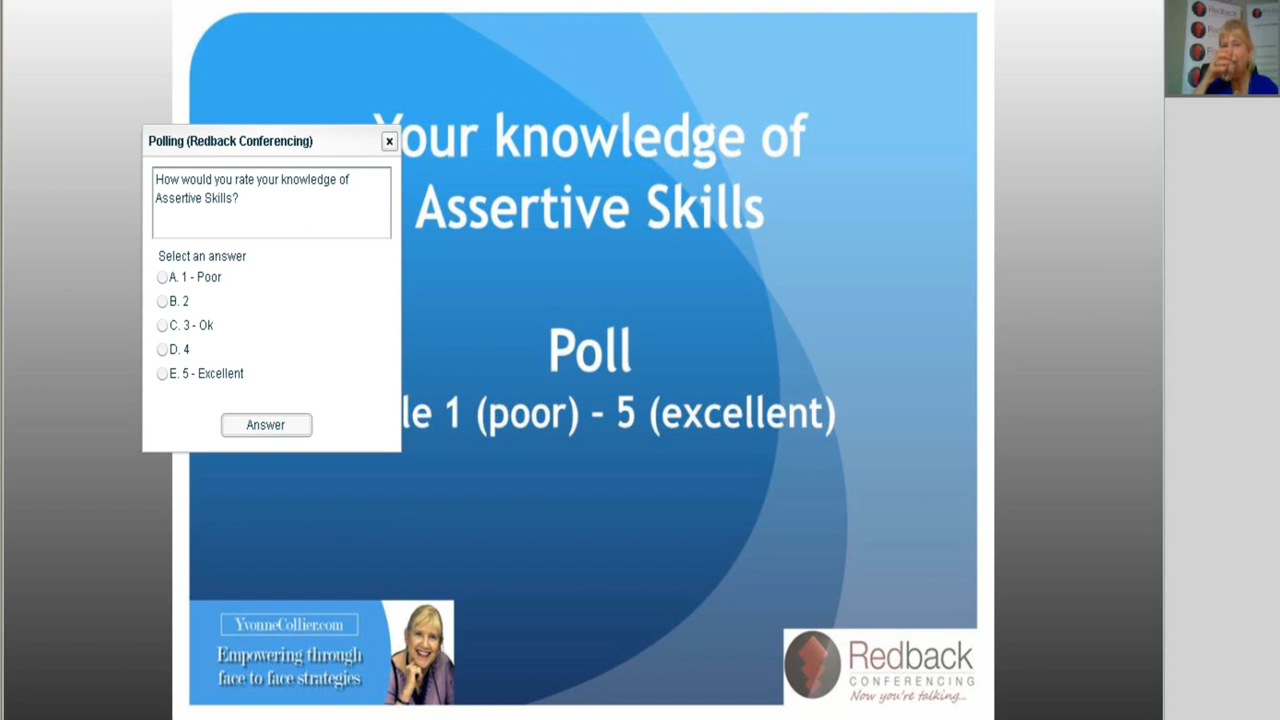 Your knowledge of
Assertive Skills
Poll
le 1 (poor) – 5 (excellent)
Polling (Redback Conferencing)
How would you rate your knowledge of
Assertive Skills?
Select an answer
A. 1 - Poor
B. 2
C. 3 - Ok
D. 4
E. 5 - Excellent
Answer
YvonneCollier.com
Empowering through
face to face strategies
Redback
CONFERENCING
Now you're talking...
Redback